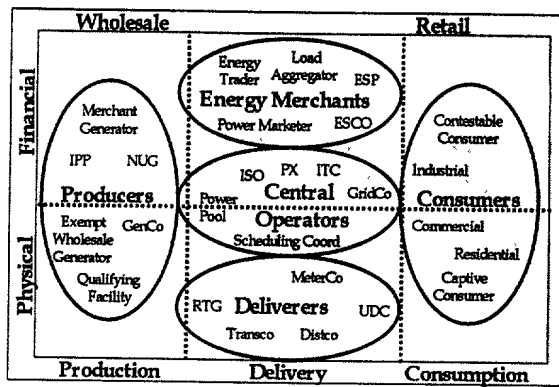 Wholesale
Retail
Financial
Physical
Merchant
Generator
IPP NUG
Producers
Exempt GenCo
Wholesale
Generator
Qualifying
Facility
Energy
Trader
Load
Aggregator
ESP
Energy Merchants
Power Marketer ESCO
ISO PX ITC
Power
Pool
Central
GridCo
Operators
Scheduling Coord
MeterCo
RTG Deliverers UDC
Transco Distco
Contestable
Consumer
Industrial
Consumers
Commercial
Residential
Captive
Consumer
Production
Delivery
Consumption